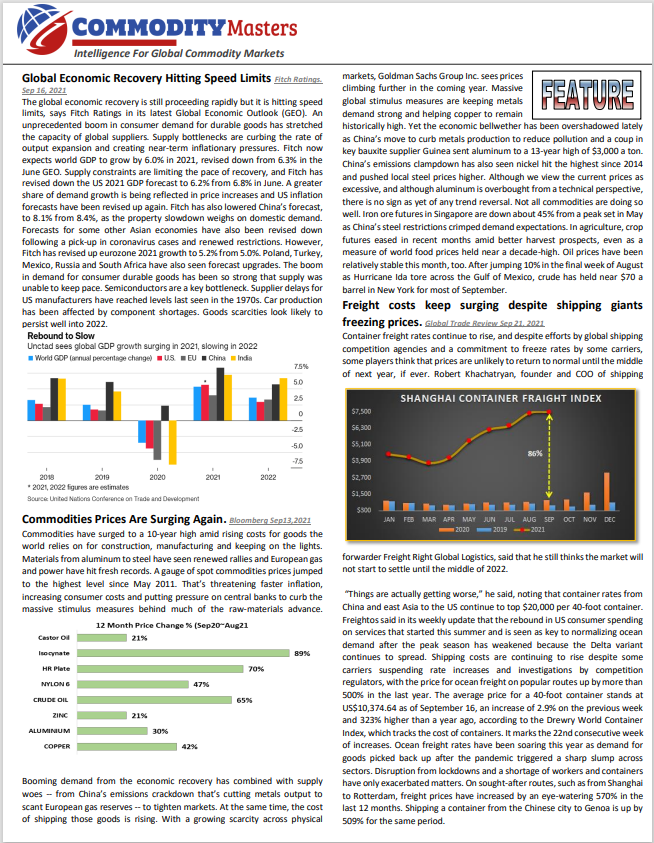 COMMODITYMasters
Intelligence For Global Commodity Markets
Global Economic Recovery Hitting Speed Limits Fitch Ratings.
Sep 16, 2021
The global economic recovery is still proceeding rapidly but it is hitting speed
limits, says Fitch Ratings in its latest Global Economic Outlook (GEO). An
unprecedented boom in consumer demand for durable goods has stretched
the capacity of global suppliers. Supply bottlenecks are curbing the rate of
output expansion and creating near-term inflationary pressures. Fitch now
expects world GDP to grow by 6.0% in 2021, revised down from 6.3% in the
June GEO. Supply constraints are limiting the pace of recovery, and Fitch has
revised down the US 2021 GDP forecast to 6.2% from 6.8% in June. A greater
share of demand growth is being reflected in price increases and US inflation
forecasts have been revised up again. Fitch has also lowered China's forecast,
to 8.1% from 8.4%, as the property slowdown weighs on domestic demand.
Forecasts for some other Asian economies have also been revised down
following a pick-up in coronavirus cases and renewed restrictions. However,
Fitch has revised up eurozone 2021 growth to 5.2% from 5.0%. Poland, Turkey,
Mexico, Russia and South Africa have also seen forecast upgrades. The boom
in demand for consumer durable goods has been so strong that supply was
unable to keep pace. Semiconductors are a key bottleneck. Supplier delays for
US manufacturers have reached levels last seen in the 1970s. Car production
has been affected by component shortages. Goods scarcities look likely to
persist well into 2022.
Rebound to Slow
Unctad sees global GDP growth surging in 2021, slowing in 2022
World GDP (annual percentage change) U.S. EU China India
7.5%
5.0
2.5
0
-2.5
-5.0
-7.5
*
2018 2019 2020 2021 2022
* 2021, 2022 figures are estimates
Source: United Nations Conference on Trade and Development
Commodities Prices Are Surging Again. Bloomberg Sep13,2021
Commodities have surged to a 10-year high amid rising costs for goods the
world relies on for construction, manufacturing and keeping on the lights.
Materials from aluminum to steel have seen renewed rallies and European gas
and power have hit fresh records. A gauge of spot commodities prices jumped
to the highest level since May 2011. That's threatening faster inflation,
increasing consumer costs and putting pressure on central banks to curb the
massive stimulus measures behind much of the raw-materials advance.
12 Month Price Change % (Sep20~Aug21
Castor Oil 21%
Isocynate 89%
HR Plate 70%
NYLON 6 47%
CRUDE OIL 65%
ZINC 21%
ALUMINIUM 30%
COPPER 42%
Booming demand from the economic recovery has combined with supply
woes -- from China's emissions crackdown that's cutting metals output to
scant European gas reserves -- to tighten markets. At the same time, the cost
of shipping those goods is rising. With a growing scarcity across physical
markets, Goldman Sachs Group Inc. sees prices
climbing further in the coming year. Massive
global stimulus measures are keeping metals
demand strong and helping copper to remain
FEATURE
historically high. Yet the economic bellwether has been overshadowed lately
as China's move to curb metals production to reduce pollution and a coup in
key bauxite supplier Guinea sent aluminum to a 13-year high of $3,000 a ton.
China's emissions clampdown has also seen nickel hit the highest since 2014
and pushed local steel prices higher. Although we view the current prices as
excessive, and although aluminum is overbought from a technical perspective,
there is no sign as yet of any trend reversal. Not all commodities are doing so
well. Iron ore futures in Singapore are down about 45% from a peak set in May
as China's steel restrictions crimped demand expectations. In agriculture, crop
futures eased in recent months amid better harvest prospects, even as a
measure of world food prices held near a decade-high. Oil prices have been
relatively stable this month, too. After jumping 10% in the final week of August
as Hurricane Ida tore across the Gulf of Mexico, crude has held near $70 a
barrel in New York for most of September.
Freight costs keep surging despite shipping giants
freezing prices. Global Trade Review Sep 21, 2021
Container freight rates continue to rise, and despite efforts by global shipping
competition agencies and a commitment to freeze rates by some carriers,
some players think that prices are unlikely to return to normal until the middle
of next year, if ever. Robert Khachatryan, founder and COO of shipping
SHANGHAI CONTAINER FREIGHT INDEX
$7,500
$6,300
$5,100
$3,900
$2,700
$1,500
$300
86%
JAN FEB MAR APR MAY JUN JUL AUG SEP OCT NOV DEC
2020 2019 2021
forwarder Freight Right Global Logistics, said that he still thinks the market will
not start to settle until the middle of 2022.
"Things are actually getting worse," he said, noting that container rates from
China and east Asia to the US continue to top $20,000 per 40-foot container.
Freightos said in its weekly update that the rebound in US consumer spending
on services that started this summer and is seen as key to normalizing ocean
demand after the peak season has weakened because the Delta variant
continues to spread. Shipping costs are continuing to rise despite some
carriers suspending rate increases and investigations by competition
regulators, with the price for ocean freight on popular routes up by more than
500% in the last year. The average price for a 40-foot container stands at
US$10,374.64 as of September 16, an increase of 2.9% on the previous week
and 323% higher than a year ago, according to the Drewry World Container
Index, which tracks the cost of containers. It marks the 22nd consecutive week
of increases. Ocean freight rates have been soaring this year as demand for
goods picked back up after the pandemic triggered a sharp slump across
sectors. Disruption from lockdowns and a shortage of workers and containers
have only exacerbated matters. On sought-after routes, such as from Shanghai
to Rotterdam, freight prices have increased by an eye-watering 570% in the
last 12 months. Shipping a container from the Chinese city to Genoa is up by
509% for the same period.